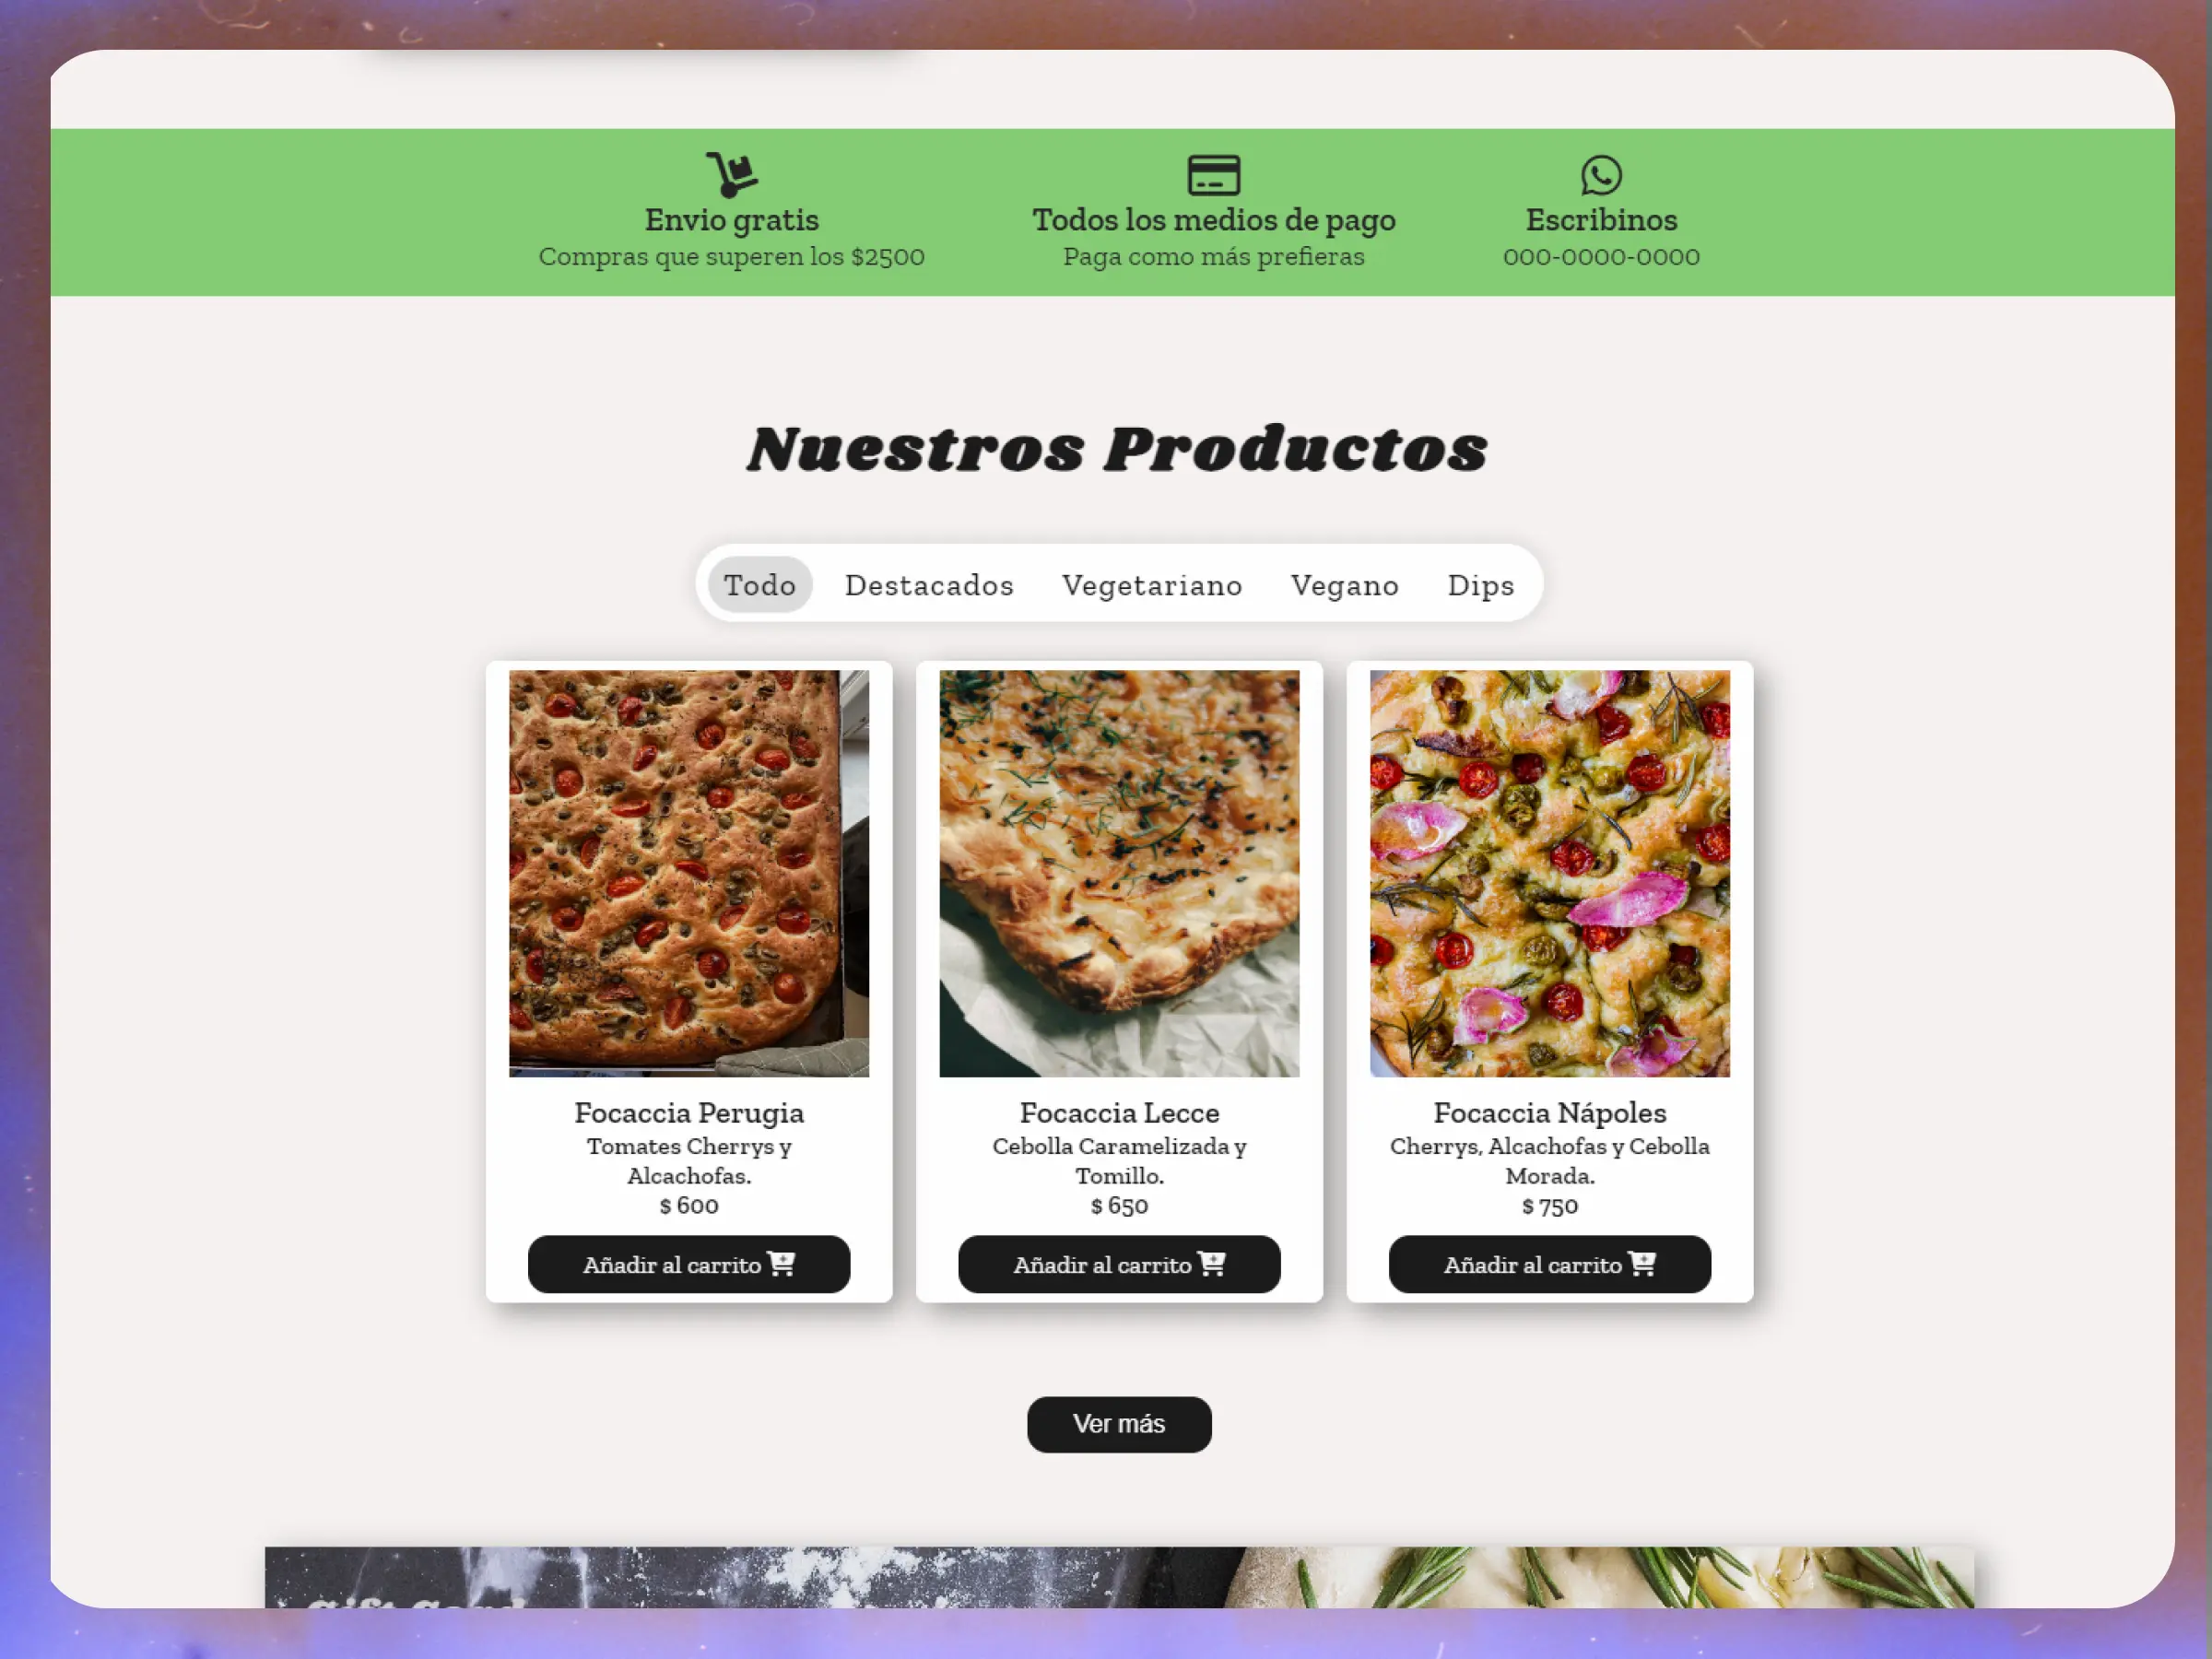 Envio gratis
Compras que superen los $2500
Todos los medios de pago
Paga como más prefieras
Escribinos
000-0000-0000
Nuestros Productos
Todo
Destacados
Vegetariano
Vegano
Dips
Focaccia Perugia
Tomates Cherrys y
Alcachofas.
$ 600
Añadir al carrito
Focaccia Lecce
Cebolla Caramelizada y
Tomillo.
$ 650
Añadir al carrito
Focaccia Nápoles
Cherrys, Alcachofas y Cebolla
Morada.
$ 750
Añadir al carrito
Ver más